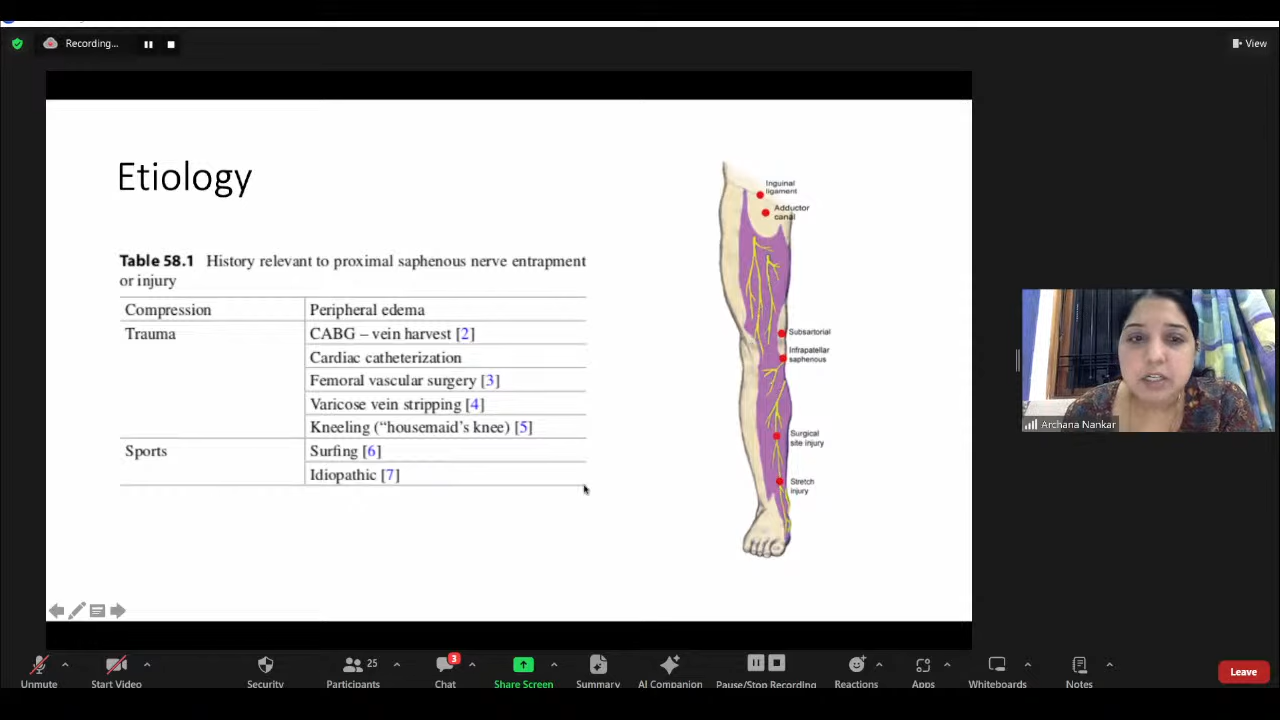 Recording...
View
Etiology
Table 58.1 History relevant to proximal saphenous nerve entrapment
or injury
Compression Peripheral edema
Trauma CABG – vein harvest [2]
Cardiac catheterization
Femoral vascular surgery [3]
Varicose vein stripping [4]
Kneeling (“housemaid’s knee) [5]
Sports Surfing [6]
Idiopathic [7]
Inguinal
ligament
Adductor
canal
Subsartorial
Infrapatellar
saphenous
Surgical
site injury
Stretch
injury
Archana Nankar
25
3
Unmute
Start Video
Security
Participants
Chat
Share Screen
Summary
AI Companion
Pause/Stop Recording
Reactions
Apps
Whiteboards
Notes
Leave